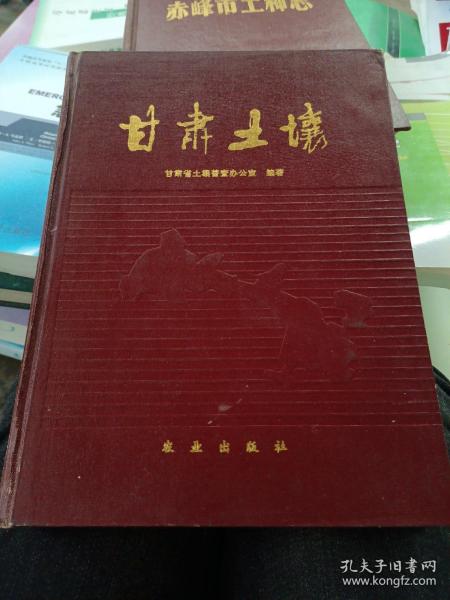 赤峰市土种志
EMERG
甘肃土壤
甘肃省土壤普查办公室 编著
农业出版社
孔夫子旧书网
www.kongfz.com